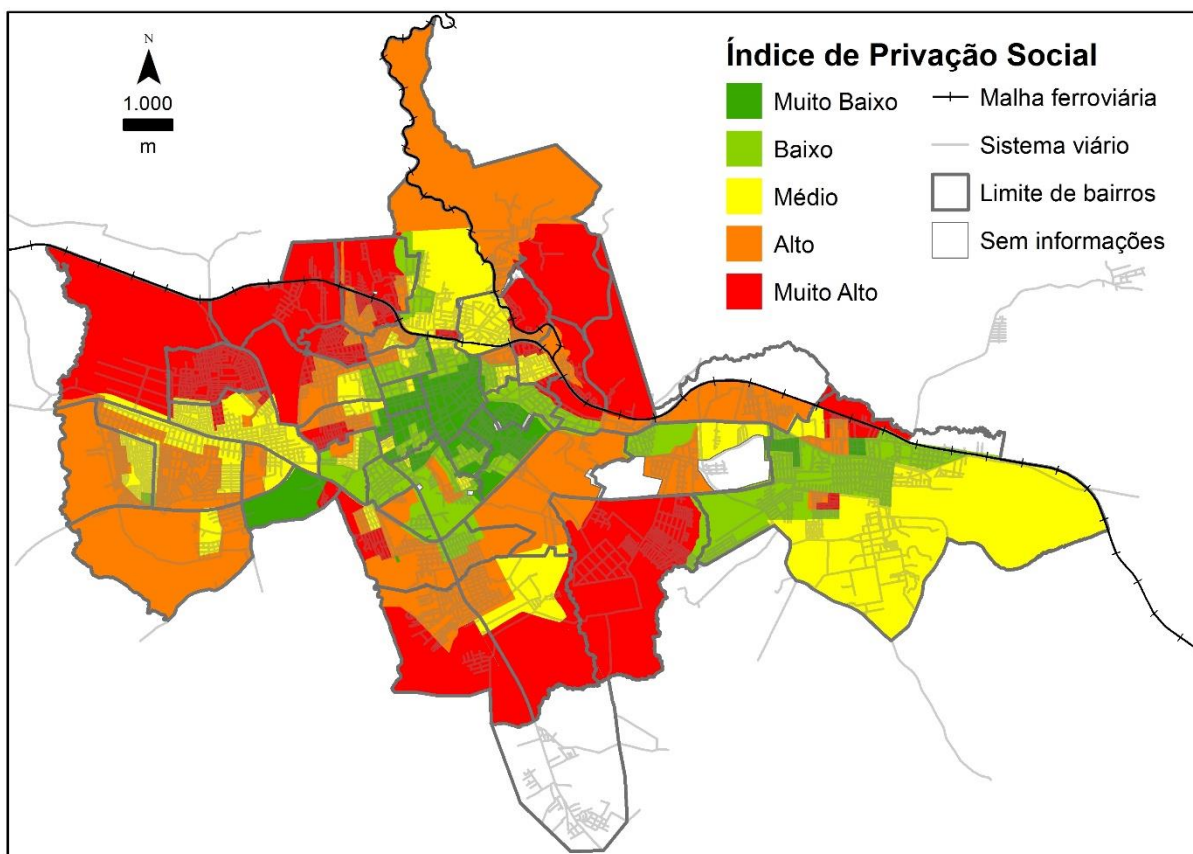 N
1.000
m
Índice de Privação Social
Muito Baixo
Baixo
Médio
Alto
Muito Alto
Malha ferroviária
Sistema viário
Limite de bairros
Sem informações